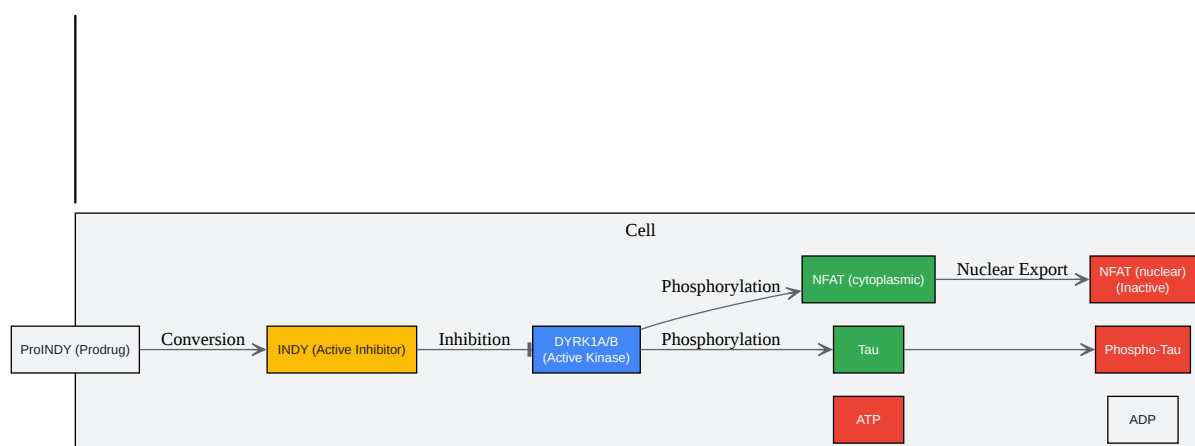 Cell
Phosphorylation
NFAT (cytoplasmic)
Nuclear Export
NFAT (nuclear)
(Inactive)
ProINDY (Prodrug)
Conversion
INDY (Active Inhibitor)
Inhibition
DYRK1A/B
(Active Kinase)
Phosphorylation
Tau
Phospho-Tau
ATP
ADP